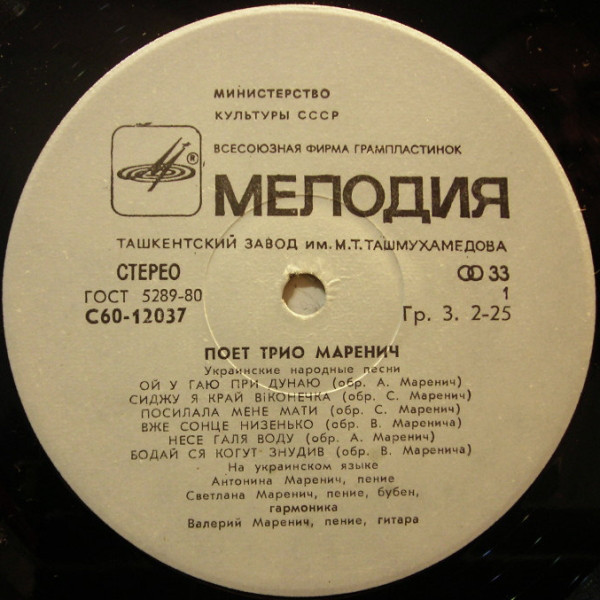 МИНИСТЕРСТВО
КУЛЬТУРЫ СССР
ВСЕСОЮЗНАЯ ФИРМА ГРАМПЛАСТИНОК
®
МЕЛОДИЯ
ТАШКЕНТСКИЙ ЗАВОД ИМ. М.Т. ТАШМУХАМЕДОВА
СТЕРЕО
33
ГОСТ 5289-80
1
С60-12037
Гр. 3. 2-25
ПОЕТ ТРИО МАРЕНИЧ
Украинские народные песни
ОЙ У ГАЮ ПРИ ДУНАЮ (обр. А. Маренич)
СИДЖУ Я КРАЙ ВіКОНЕЧКА (обр. С. Маренич)
ПОСИЛАЛА МЕНЕ МАТИ (обр. С. Маренич)
ВЖЕ СОНЦЕ НИЗЕНЬКО (обр. В. Маренича)
НЕСЕ ГАЛЯ ВОДУ (обр. А. Маренич)
БОДАЙ СЯ КОГУТ ЗНУДИВ (обр. В. Маренича)
На украинском языке
Антонина Маренич, пение
Светлана Маренич, пение, бубен,
гармоника
Валерий Маренич, пение, гитара